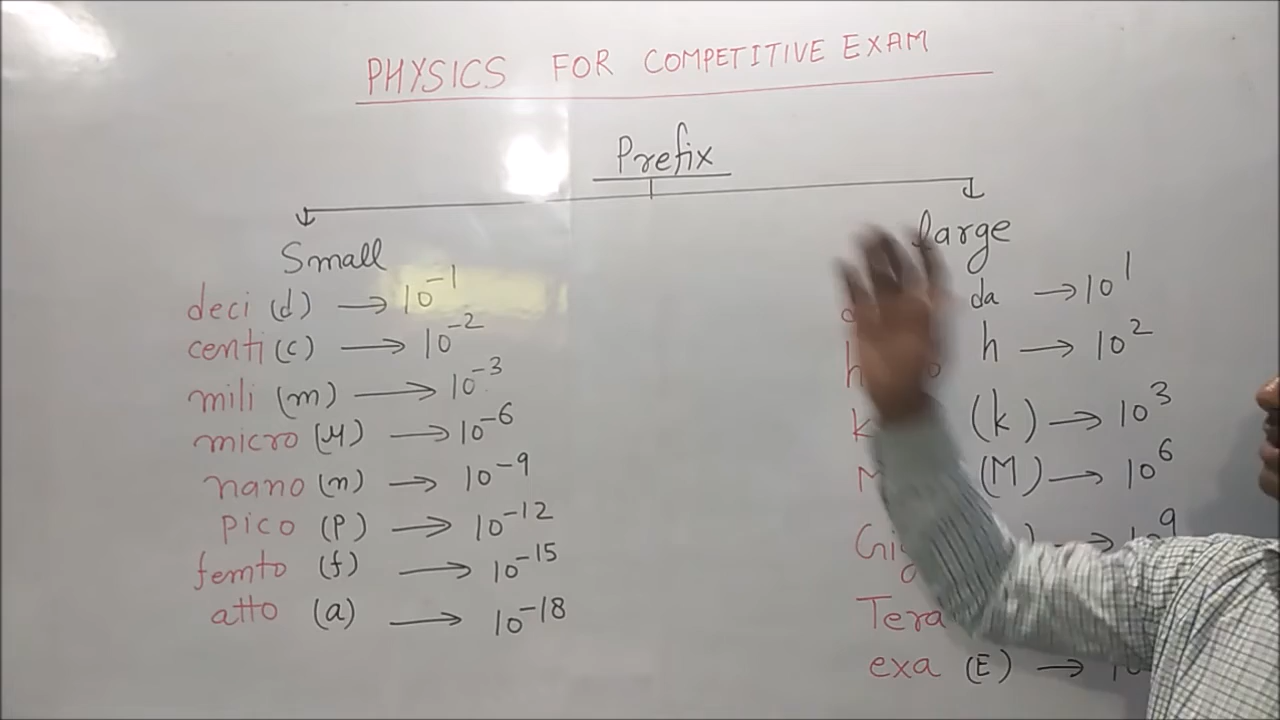 PHYSICS FOR COMPETITIVE EXAM
Prefix
Small
deci (d) → 10⁻¹
centi (c) → 10⁻²
mili (m) → 10⁻³
micro (μ) → 10⁻⁶
nano (n) → 10⁻⁹
pico (P) → 10⁻¹²
femto (f) → 10⁻¹⁵
atto (a) → 10⁻¹⁸
large
da → 10¹
h → 10²
(k) → 10³
(M) → 10⁶
→ 10⁹
Tera
exa (E) →